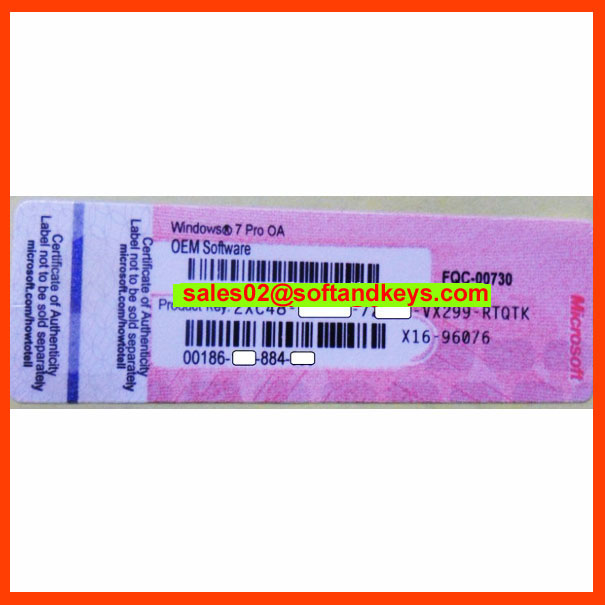 Certificate of Authenticity
Label not to be sold separately
microsoft.com/howtotell
Certificate of Authenticity
Label not to be sold separately
microsoft.com/howtotell
Windows® 7 Pro OA
OEM Software
FQC-00730
sales02@softandkeys.com
Product Key: 2XC48- -7 -VX299-RTQTK
X16-96076
00186- -884-
Microsoft